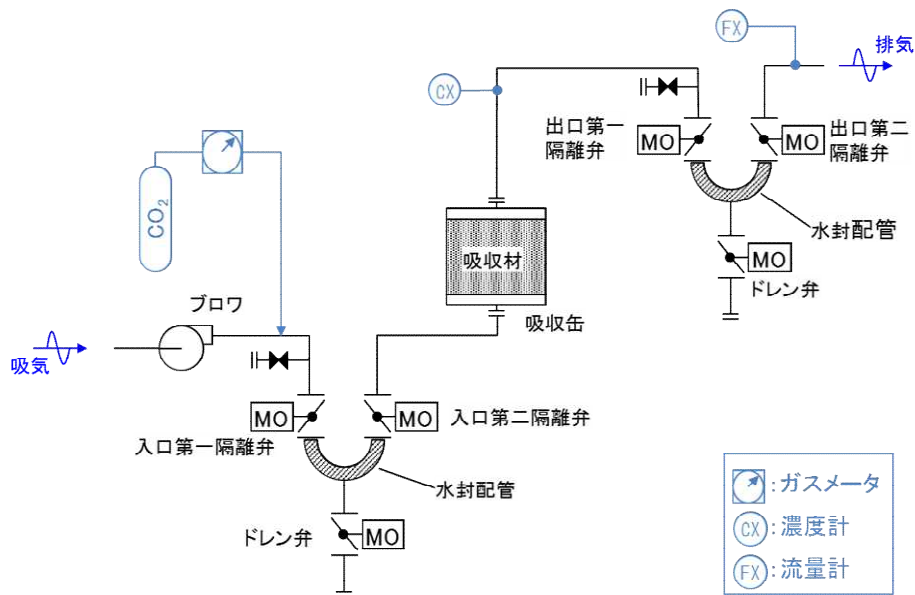 FX
排気
CX
出口第一
隔離弁
MO
MO
出口第二
隔離弁
CO2
水封配管
吸収材
MO
ドレン弁
ブロワ
吸収缶
吸気
MO
MO
入口第二隔離弁
入口第一隔離弁
水封配管
ドレン弁
MO
:ガスメータ
CX:濃度計
FX:流量計